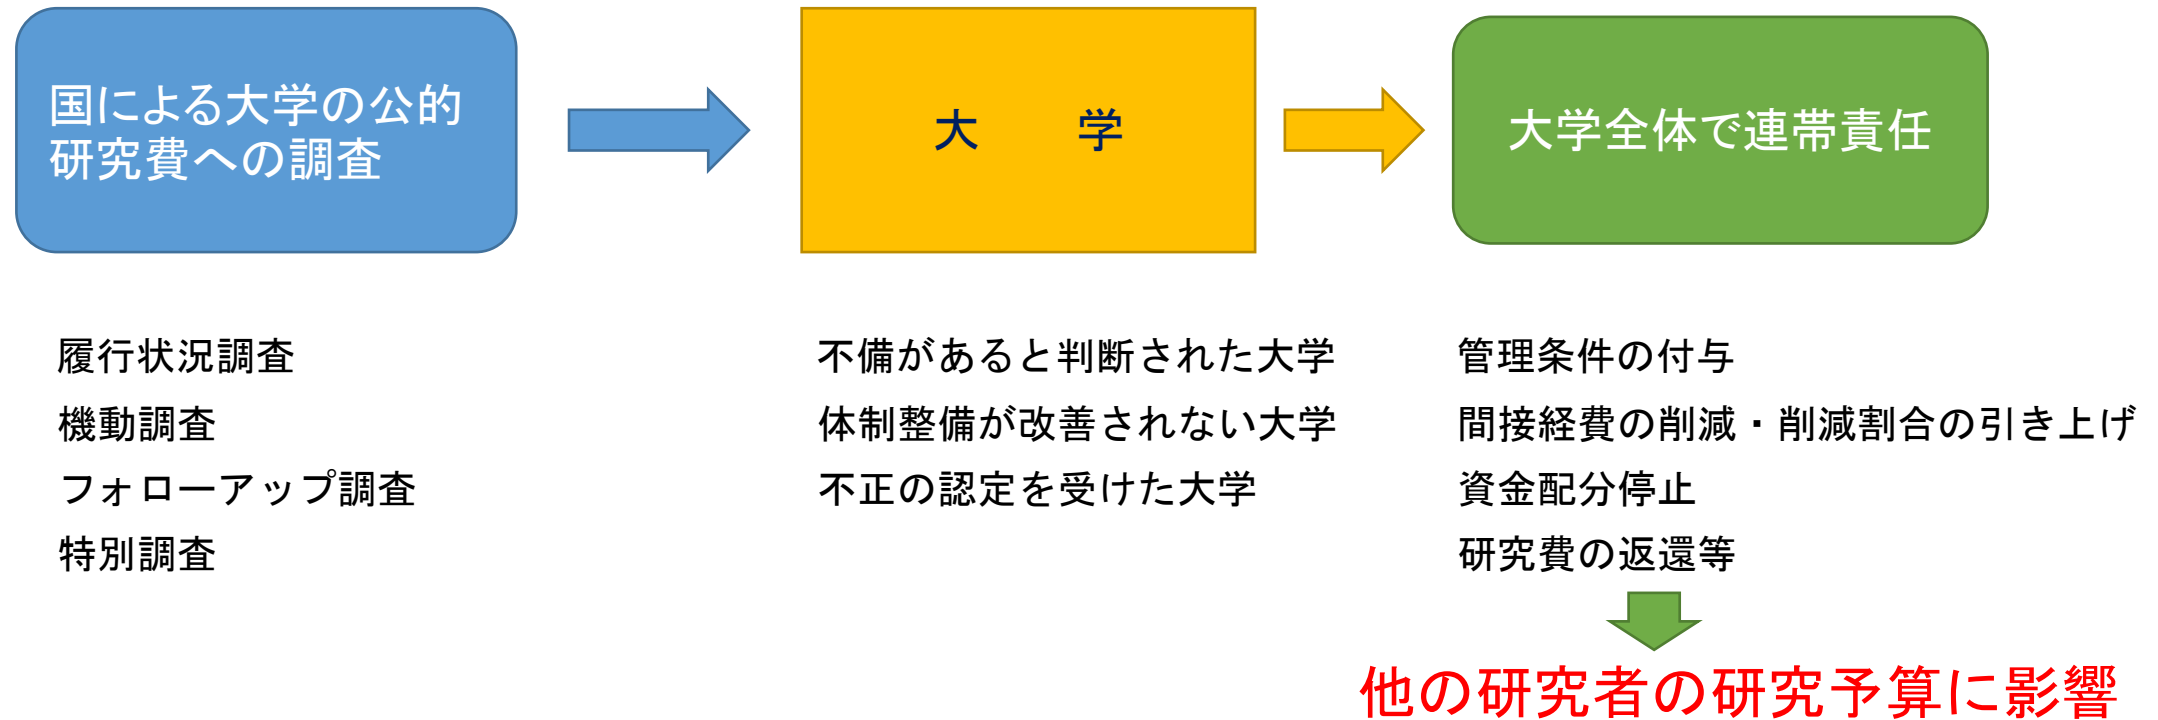 国による大学の公的
研究費への調査
大　　学
大学全体で連帯責任
履行状況調査
機動調査
フォローアップ調査
特別調査
不備があると判断された大学
体制整備が改善されない大学
不正の認定を受けた大学
管理条件の付与
間接経費の削減・削減割合の引き上げ
資金配分停止
研究費の返還等
他の研究者の研究予算に影響